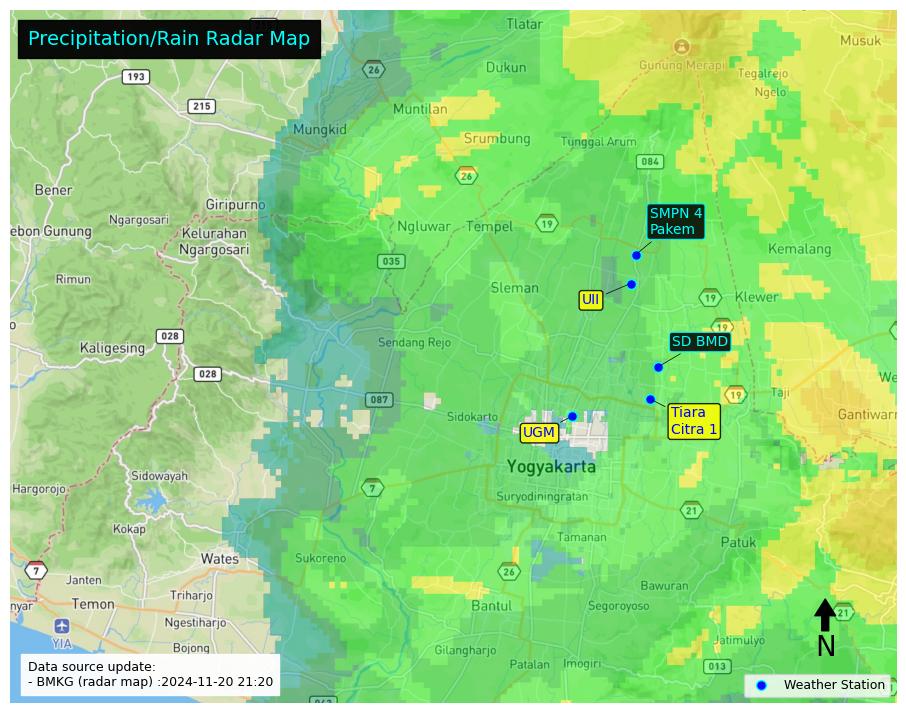 Precipitation/Rain Radar Map
Tlatar
Musuk
26
Gunung Merapi
193
Dukun
Tegalrejo
Ngelo
215
Muntilan
Mungkid
Srumbung
Tunggal Arum
084
26
Bener
Giripurno
SMPN 4
Pakem
Ngargosari
ebon Gunung
Kelurahan
Ngargosari
Ngluwar
Tempel
19
Kemalang
035
Rimun
Sleman
UII
19
Klewer
028
Kaligesing
Sendang Rejo
19
SD BMD
028
087
19
Taji
Sidokarto
Tiara
Citra 1
Gantiwarn
UGM
Yogyakarta
Sidowayah
Hargorojo
7
Suryodiningratan
21
Kokap
Tamanan
Patuk
Wates
Sukoreno
7
26
Janten
Bawuran
nyar
Temon
Triharjo
Bantul
Segoroyoso
21
Ngestiharjo
YIA
Jatimulyo
N
Bojong
Gilangharjo
Patalan
Imogiri
013
Data source update:
- BMKG (radar map) :2024-11-20 21:20
Weather Station